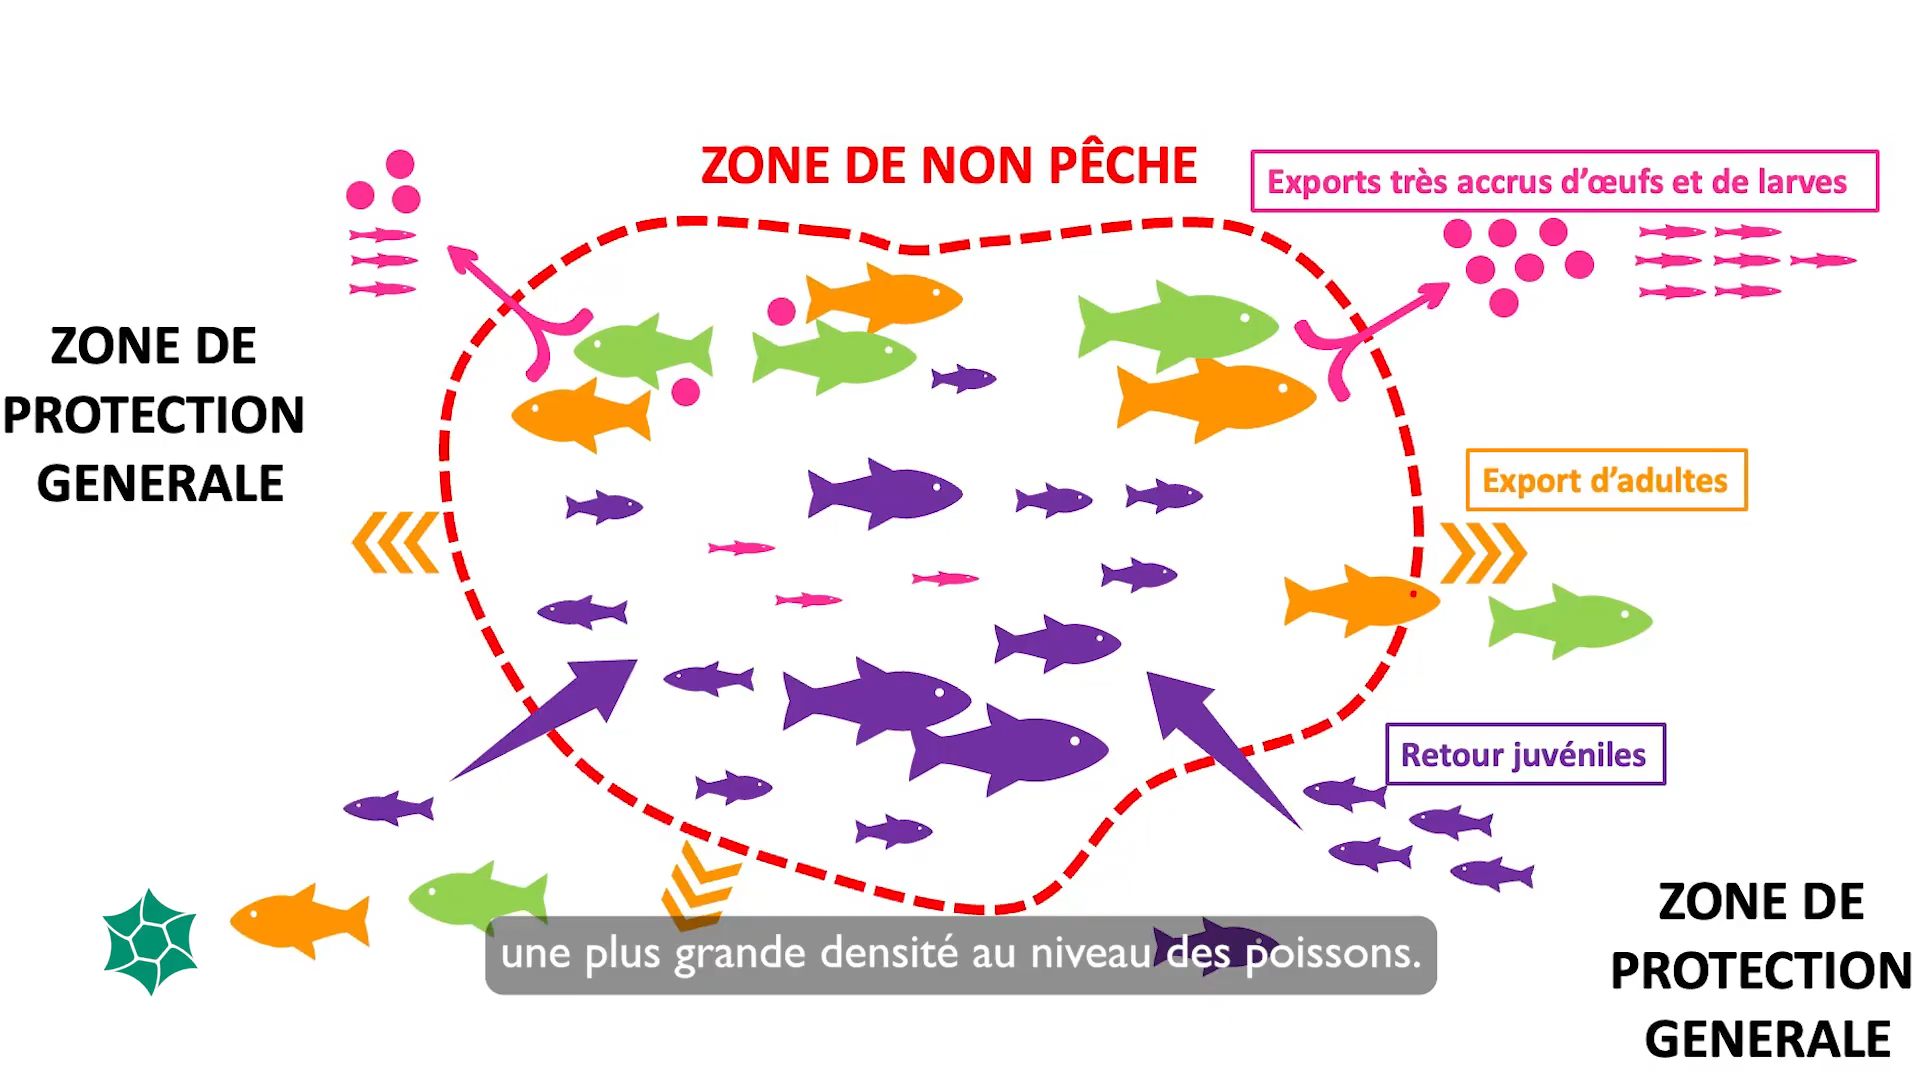 ZONE DE NON PÊCHE
Exports très accrus d’œufs et de larves
ZONE DE
PROTECTION
GENERALE
Export d’adultes
Retour juvéniles
ZONE DE
PROTECTION
GENERALE
une plus grande densité au niveau des poissons.